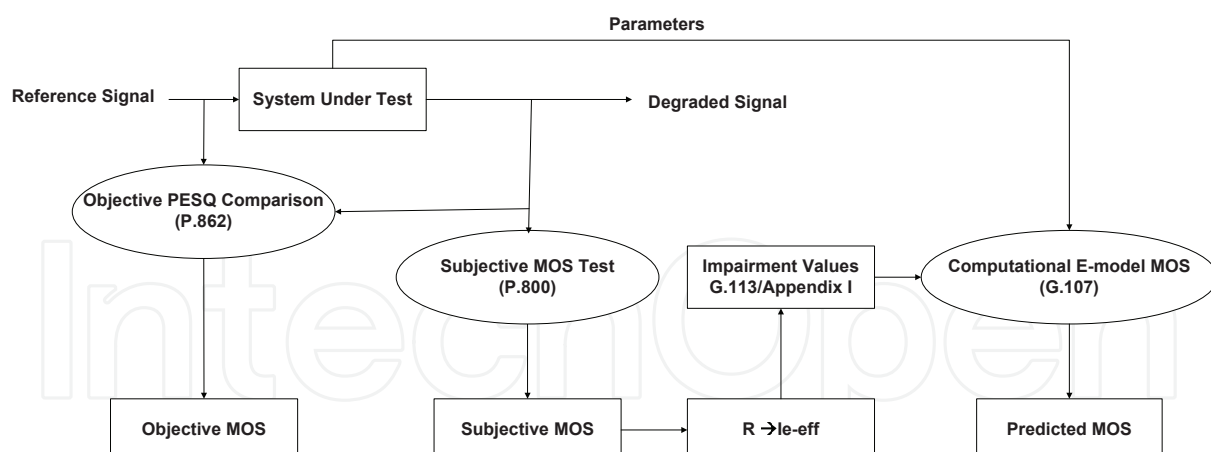 Parameters
Reference Signal
System Under Test
Degraded Signal
Objective PESQ Comparison
(P.862)
Subjective MOS Test
(P.800)
Impairment Values
G.113/Appendix I
Computational E-model MOS
(G.107)
IntechOpen
Objective MOS
Subjective MOS
R →Ie-eff
Predicted MOS